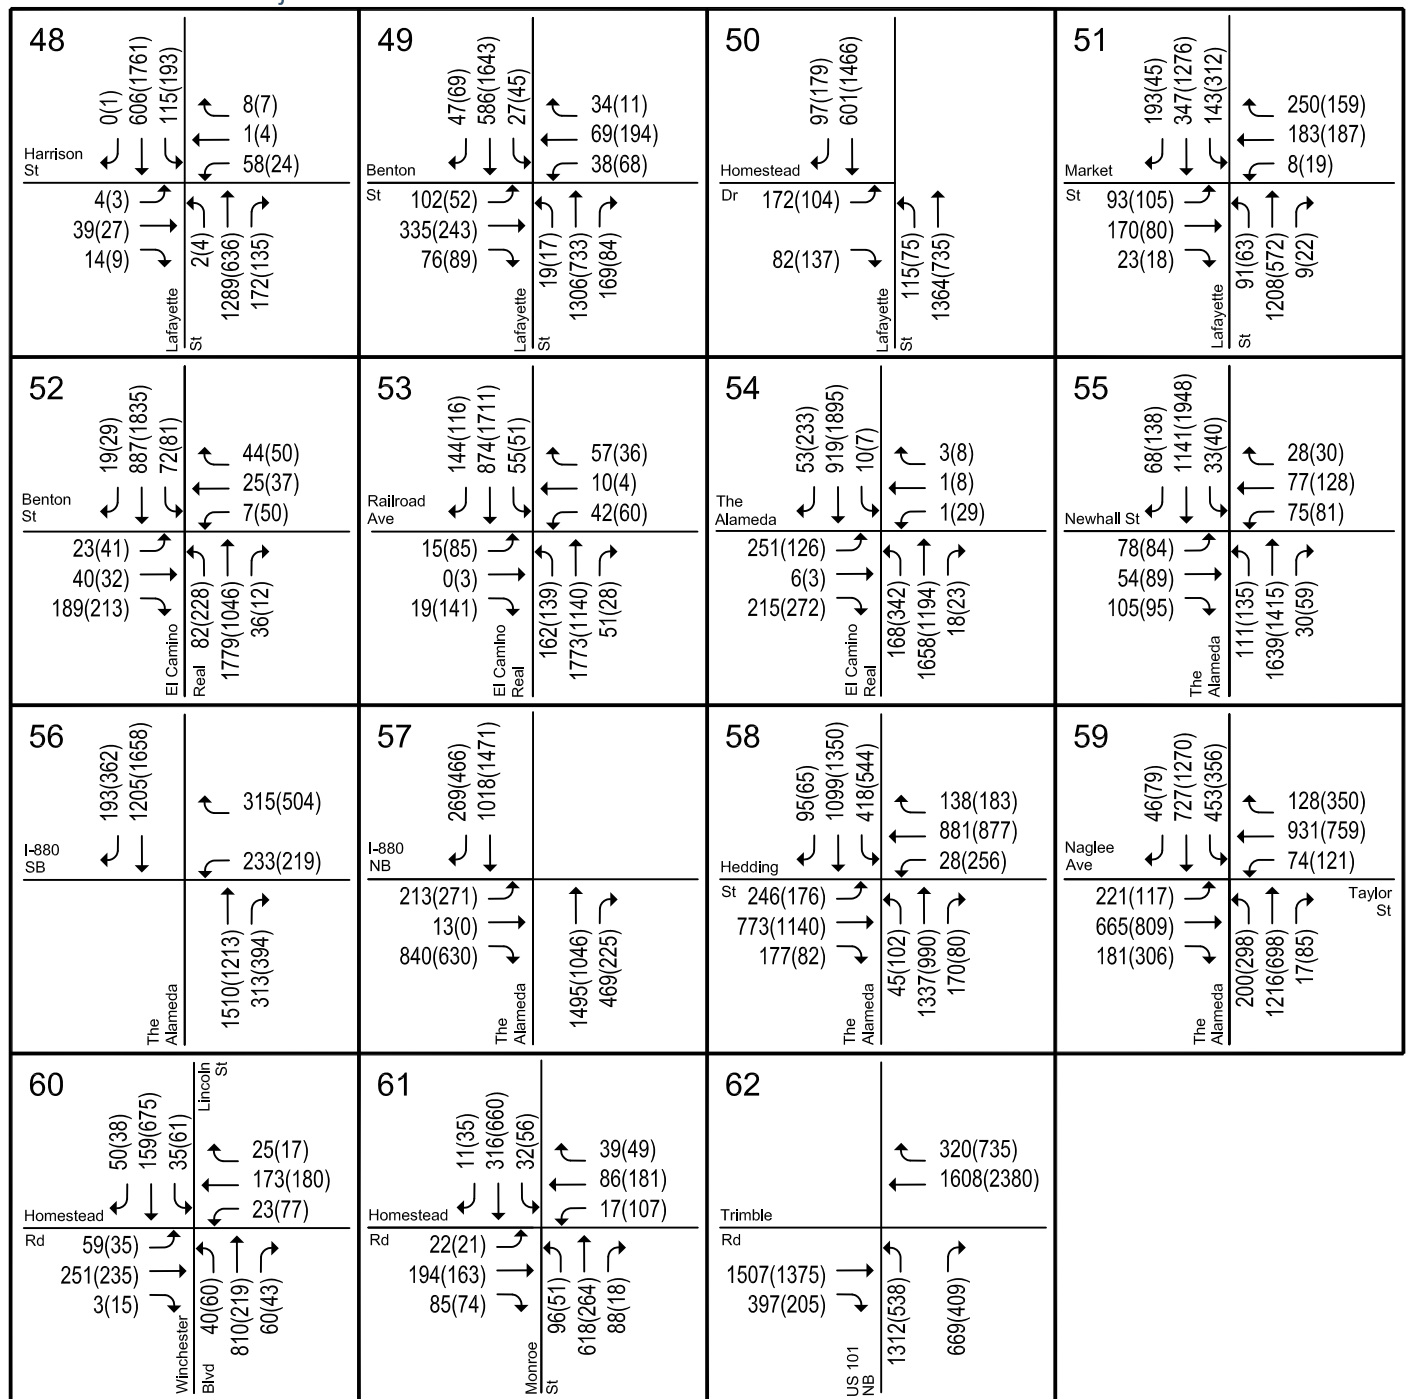 48
0(1)
606(1761)
115(193)
8(7)
1(4)
58(24)
Harrison
St
4(3)
39(27)
14(9)
2(4)
1289(636)
172(135)
Lafayette
St
49
47(69)
586(1643)
27(45)
34(11)
69(194)
38(68)
Benton
St
102(52)
335(243)
76(89)
19(17)
1306(733)
169(84)
Lafayette
St
50
97(179)
601(1466)
Homestead
Dr
172(104)
82(137)
115(75)
1364(735)
Lafayette
St
51
193(45)
347(1276)
143(312)
250(159)
183(187)
8(19)
Market
St
93(105)
170(80)
23(18)
91(63)
1208(572)
9(22)
Lafayette
St
52
19(29)
887(1835)
72(81)
44(50)
25(37)
7(50)
Benton
St
23(41)
40(32)
189(213)
82(228)
1779(1046)
36(12)
El Camino
Real
53
144(116)
874(1711)
55(51)
57(36)
10(4)
42(60)
Railroad
Ave
15(85)
0(3)
19(141)
162(139)
1773(1140)
51(28)
El Camino
Real
54
53(233)
919(1895)
10(7)
3(8)
1(8)
1(29)
The
Alameda
251(126)
6(3)
215(272)
168(342)
1658(1194)
18(23)
El Camino
Real
55
68(138)
1141(1948)
33(40)
28(30)
77(128)
75(81)
Newhall St
78(84)
54(89)
105(95)
111(135)
1639(1415)
30(59)
The
Alameda
56
193(362)
1205(1658)
315(504)
233(219)
I-880
SB
1510(1213)
313(394)
The
Alameda
57
269(466)
1018(1471)
I-880
NB
213(271)
13(0)
840(630)
1495(1046)
469(225)
The
Alameda
58
95(65)
1099(1350)
418(544)
138(183)
881(877)
28(256)
Hedding
St
246(176)
773(1140)
177(82)
45(102)
1337(990)
170(80)
The
Alameda
59
46(79)
727(1270)
453(356)
128(350)
931(759)
74(121)
Naglee
Ave
Taylor
St
221(117)
665(809)
181(306)
200(298)
1216(698)
17(85)
The
Alameda
60
50(38)
159(675)
35(61)
Lincoln
St
25(17)
173(180)
23(77)
Homestead
Rd
59(35)
251(235)
3(15)
40(60)
810(219)
60(43)
Winchester
Blvd
61
11(35)
316(660)
32(56)
39(49)
86(181)
17(107)
Homestead
Rd
22(21)
194(163)
85(74)
96(51)
618(264)
88(18)
Monroe
St
62
320(735)
1608(2380)
Trimble
Rd
1507(1375)
397(205)
1312(538)
669(409)
US 101
NB